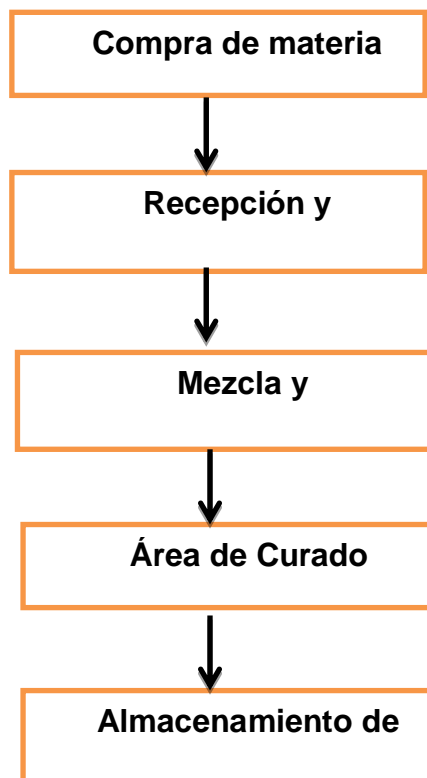 Compra de materia
Recepción y
Mezcla y
Área de Curado
Almacenamiento de